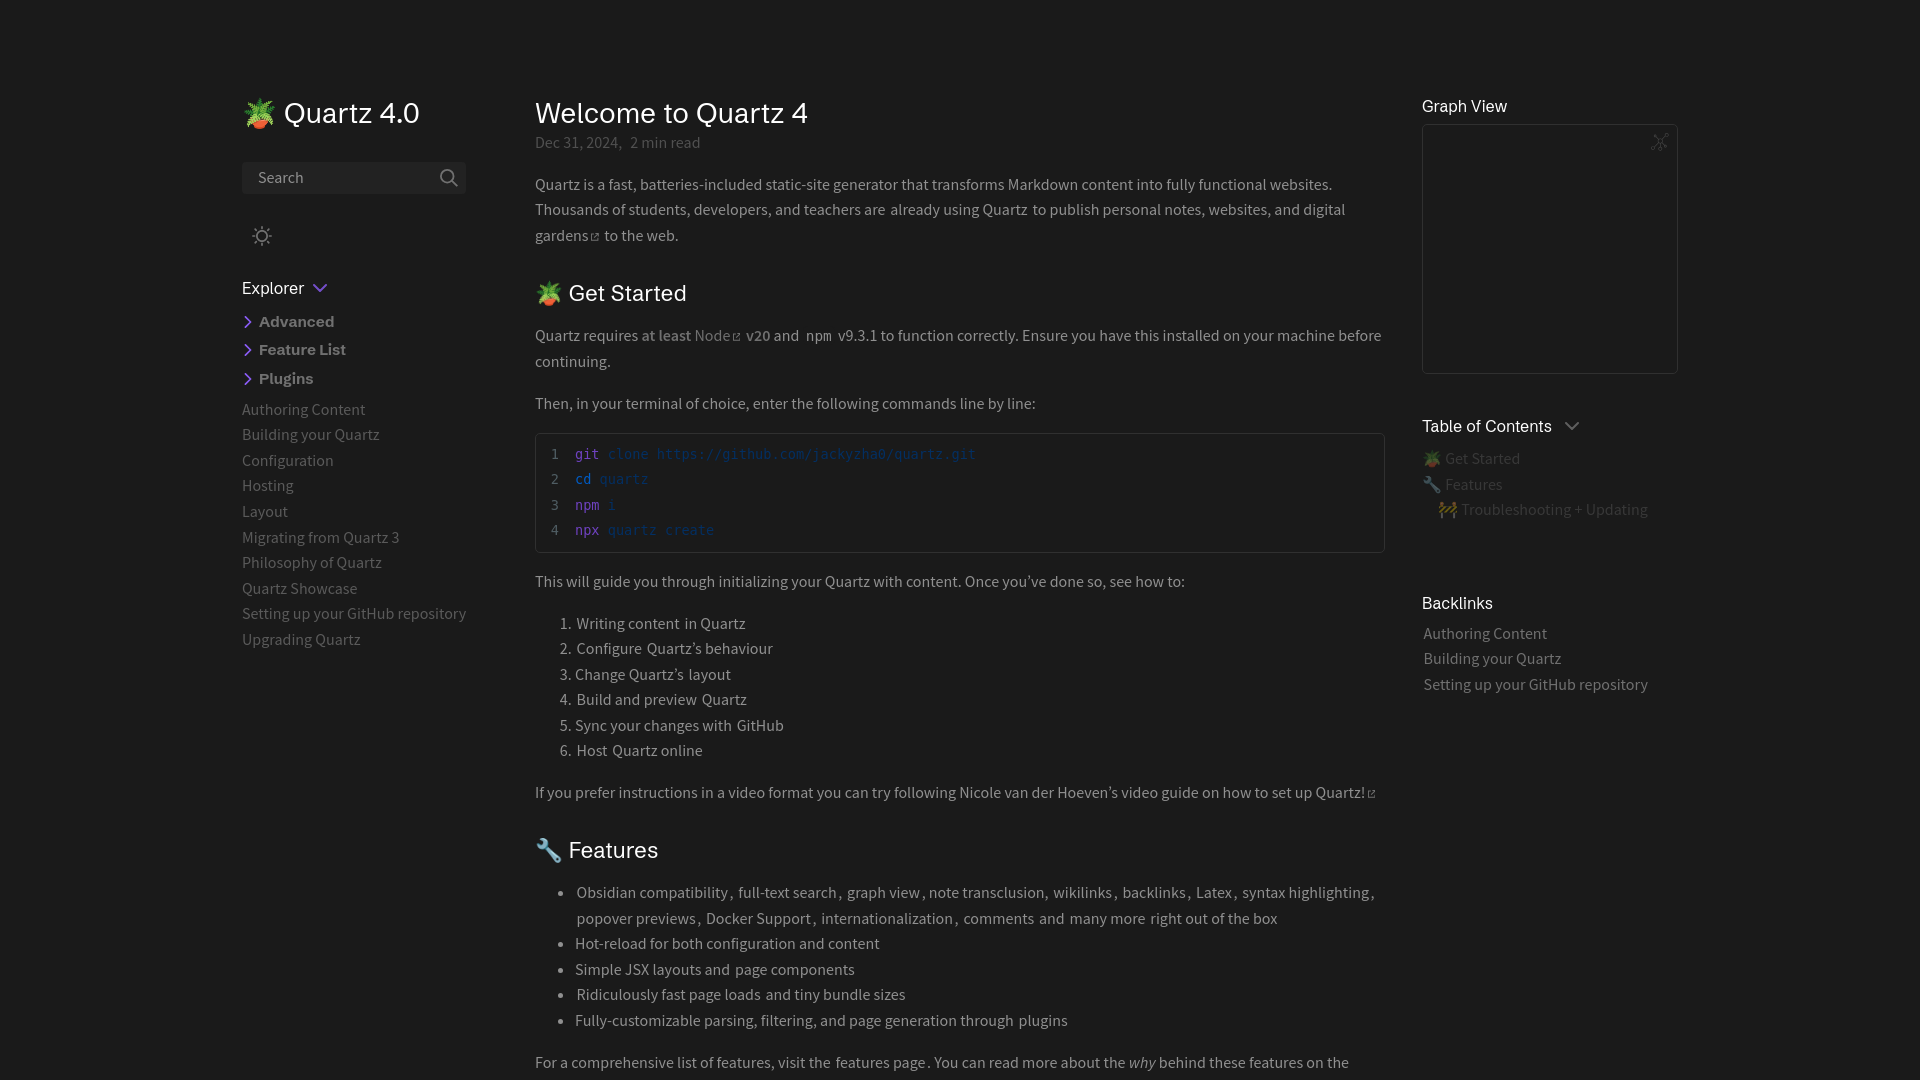 🪴 Quartz 4.0
Search
Explorer
Advanced
Feature List
Plugins
Authoring Content
Building your Quartz
Configuration
Hosting
Layout
Migrating from Quartz 3
Philosophy of Quartz
Quartz Showcase
Setting up your GitHub repository
Upgrading Quartz
Welcome to Quartz 4
Dec 31, 2024, 2 min read
Quartz is a fast, batteries-included static-site generator that transforms Markdown content into fully functional websites.
Thousands of students, developers, and teachers are already using Quartz to publish personal notes, websites, and digital
gardens to the web.
🪴 Get Started
Quartz requires at least Node v20 and npm v9.3.1 to function correctly. Ensure you have this installed on your machine before
continuing.
Then, in your terminal of choice, enter the following commands line by line:
1 git clone https://github.com/jackyzha0/quartz.git
2 cd quartz
3 npm i
4 npx quartz create
This will guide you through initializing your Quartz with content. Once you’ve done so, see how to:
1. Writing content in Quartz
2. Configure Quartz’s behaviour
3. Change Quartz’s layout
4. Build and preview Quartz
5. Sync your changes with GitHub
6. Host Quartz online
If you prefer instructions in a video format you can try following Nicole van der Hoeven’s video guide on how to set up Quartz!
🔧 Features
• Obsidian compatibility, full-text search, graph view, note transclusion, wikilinks, backlinks, Latex, syntax highlighting,
popover previews, Docker Support, internationalization, comments and many more right out of the box
• Hot-reload for both configuration and content
• Simple JSX layouts and page components
• Ridiculously fast page loads and tiny bundle sizes
• Fully-customizable parsing, filtering, and page generation through plugins
For a comprehensive list of features, visit the features page. You can read more about the why behind these features on the
Graph View
Table of Contents
🪴 Get Started
🔧 Features
🚧 Troubleshooting + Updating
Backlinks
Authoring Content
Building your Quartz
Setting up your GitHub repository